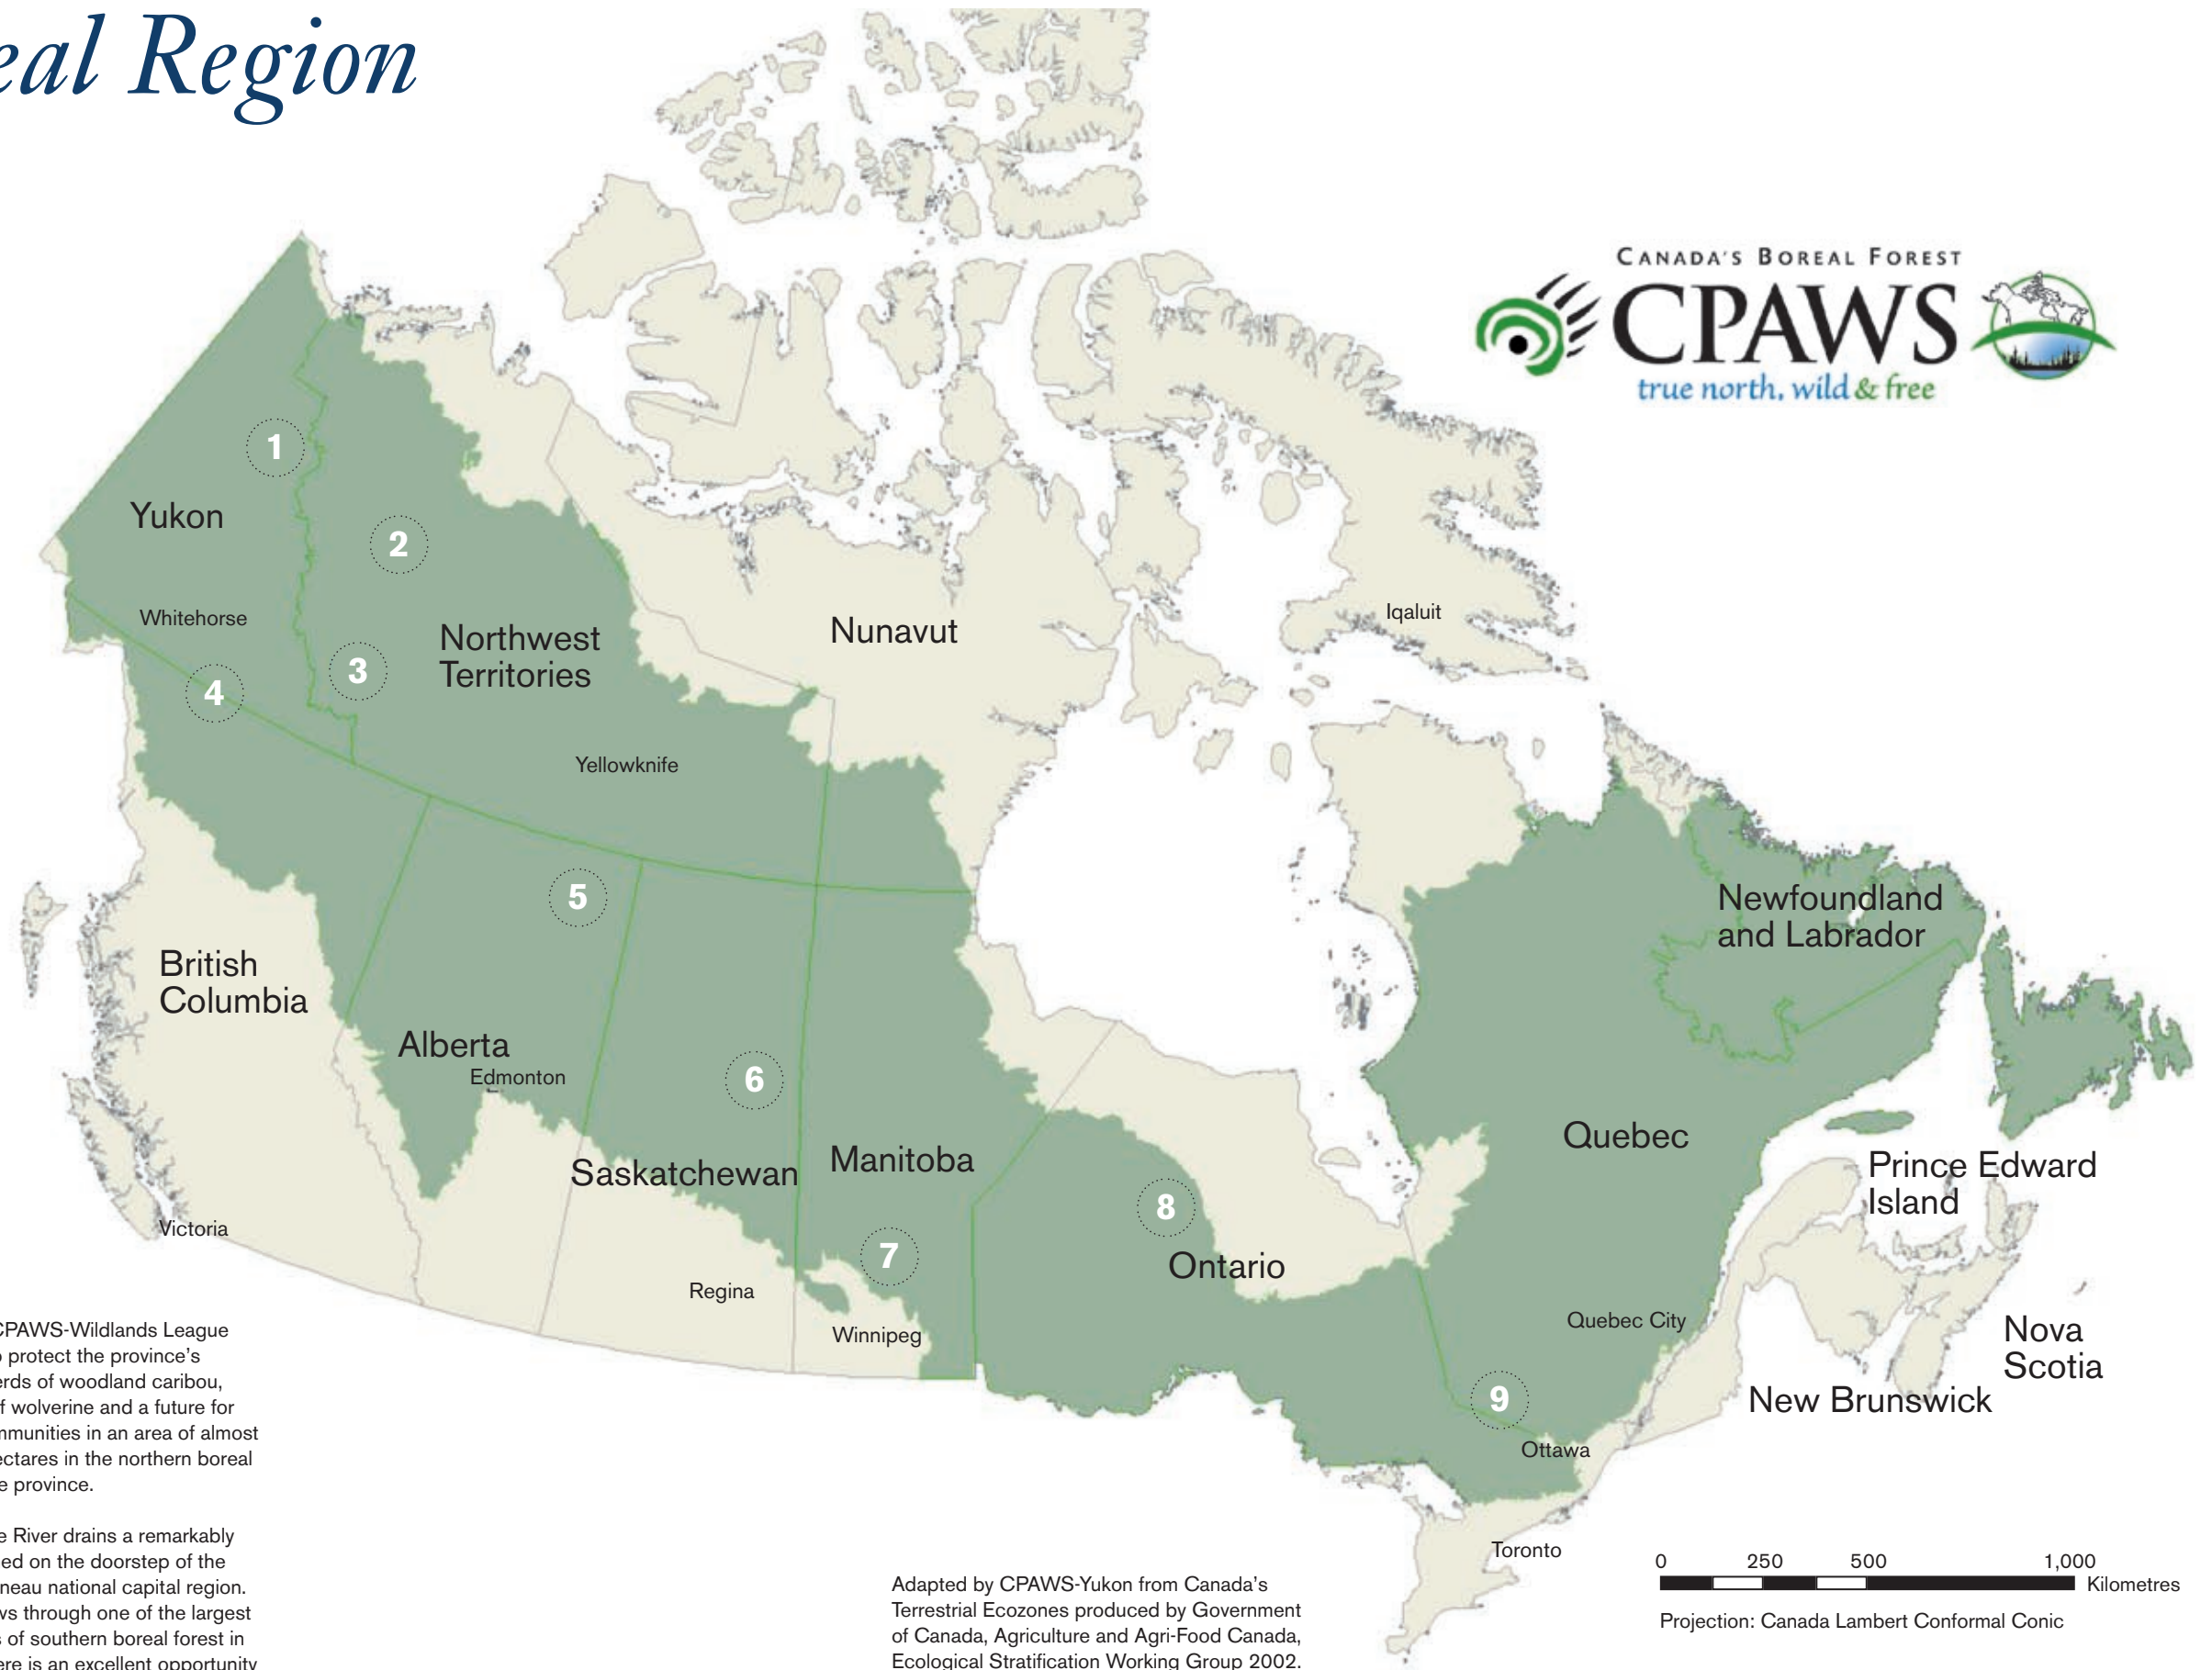 eal Region
CANADA'S BOREAL FOREST
CPAWS
true north, wild & free
1
Yukon
2
Whitehorse
Northwest
Territories
3
4
Nunavut
Iqaluit
Yellowknife
5
Newfoundland
and Labrador
British
Columbia
Alberta
Edmonton
6
Quebec
Manitoba
Saskatchewan
Prince Edward
Island
8
Victoria
7
Ontario
Regina
Quebec City
Winnipeg
Nova
Scotia
New Brunswick
9
Ottawa
Toronto
CPAWS-Wildlands League
protect the province's
erds of woodland caribou,
f wolverine and a future for
mmunities in an area of almost
ectares in the northern boreal
e province.
e River drains a remarkably
ed on the doorstep of the
neau national capital region.
ws through one of the largest
s of southern boreal forest in
ere is an excellent opportunity
Adapted by CPAWS-Yukon from Canada's
Terrestrial Ecozones produced by Government
of Canada, Agriculture and Agri-Food Canada,
Ecological Stratification Working Group 2002.
0 250 500 1,000
Kilometres
Projection: Canada Lambert Conformal Conic